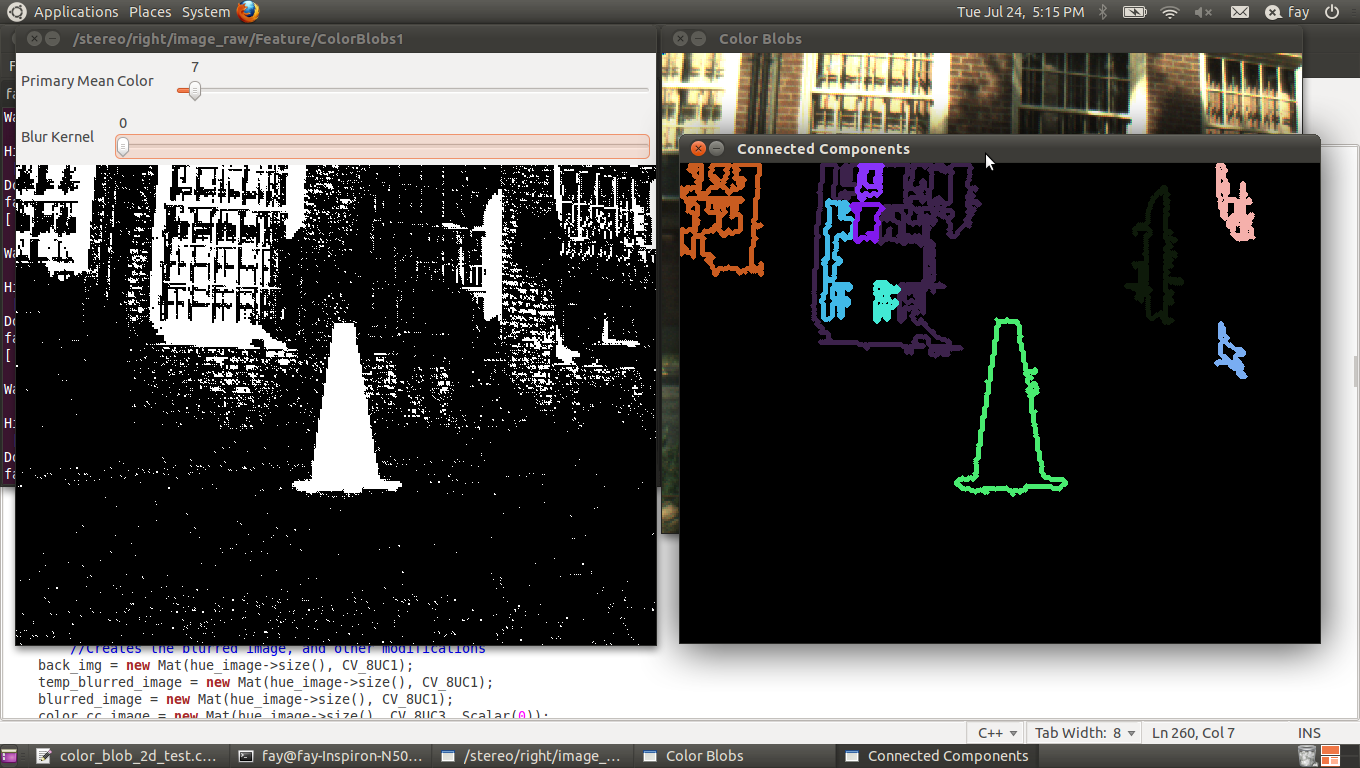 Applications Places System
Tue Jul 24, 5:15 PM
fay
/stereo/right/image_raw/Feature/ColorBlobs1
Color Blobs
Primary Mean Color
7
Blur Kernel
0
Connected Components
//Creates the blurred image, and other modifications
back_img = new Mat(hue_image->size(), CV_8UC1);
temp_blurred_image = new Mat(hue_image->size(), CV_8UC1);
blurred_image = new Mat(hue_image->size(), CV_8UC1);
color_cc_image = new Mat(hue_image->size(), CV_8UC3, Scalar(0));
C++
Tab Width: 8
Ln 260, Col 7
INS
color_blob_2d_test.c...
fay@fay-Inspiron-N50...
/stereo/right/image_...
Color Blobs
Connected Components